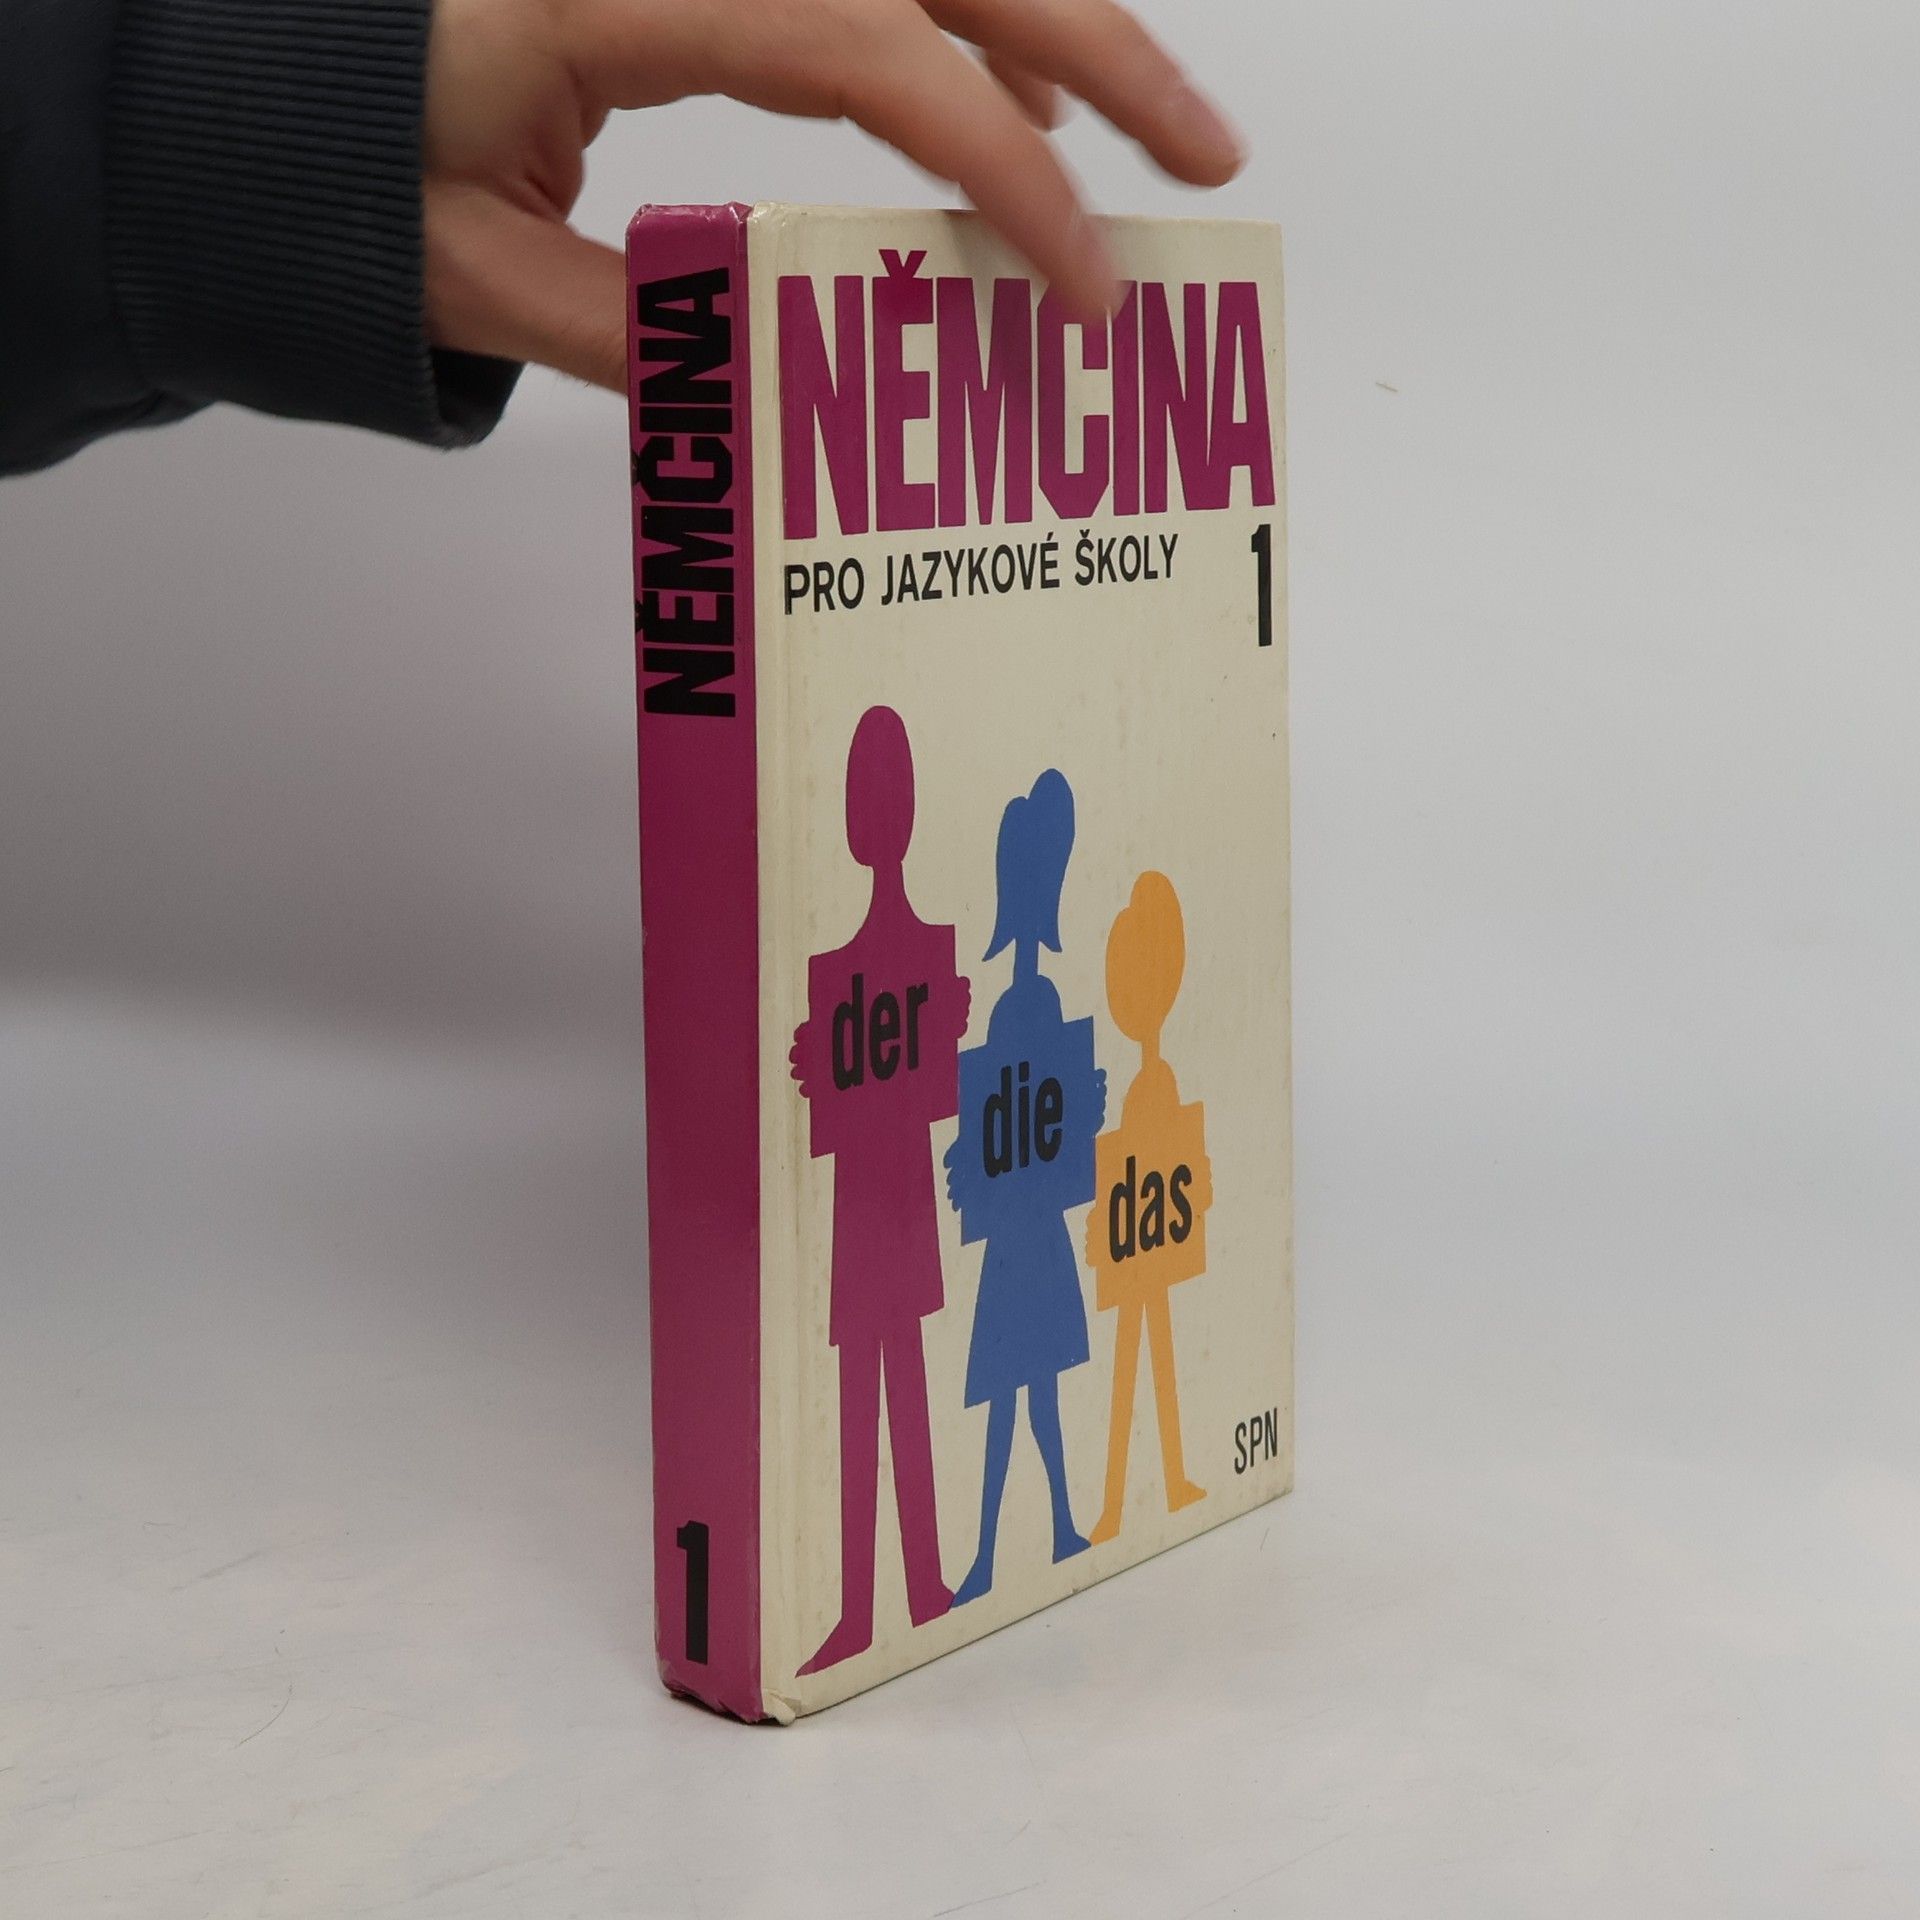 NĚMČINA
1
NĚMČINA
PRO JAZYKOVÉ ŠKOLY
1
der
die
das
SPN